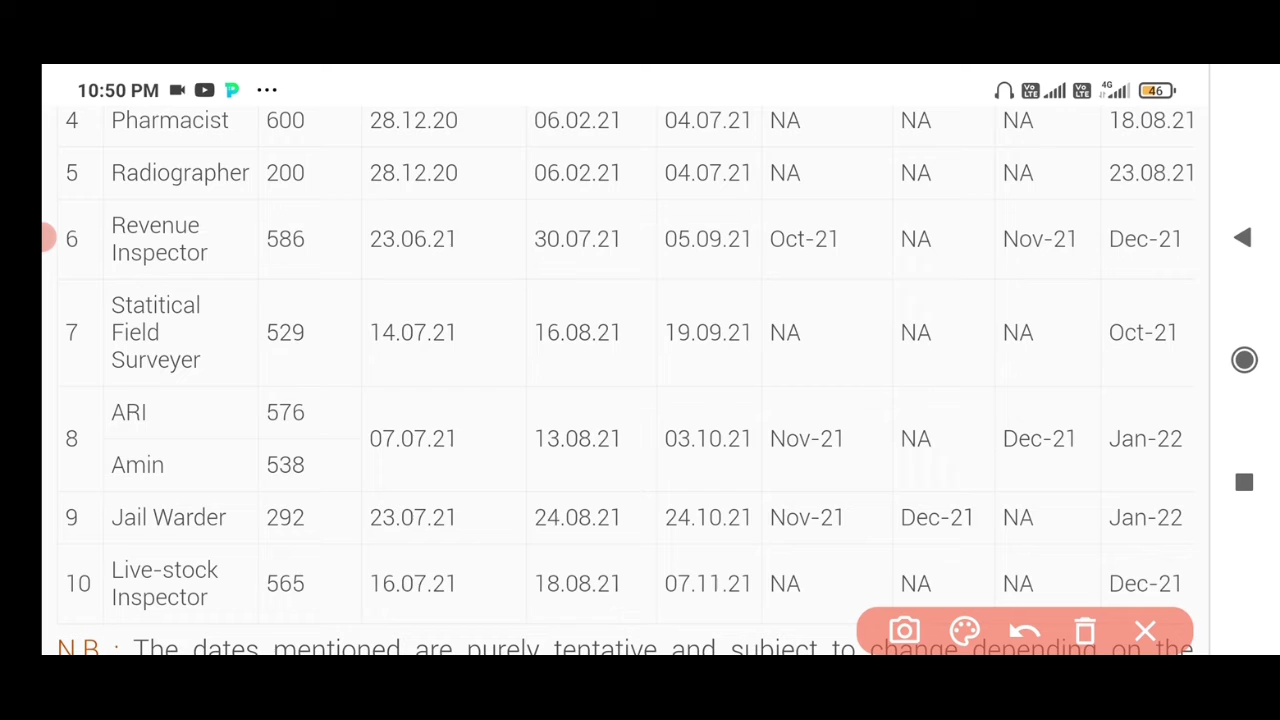 10:50 PM
4G
46
4 Pharmacist 600 28.12.20 06.02.21 04.07.21 NA NA NA 18.08.21
5 Radiographer 200 28.12.20 06.02.21 04.07.21 NA NA NA 23.08.21
6 Revenue Inspector 586 23.06.21 30.07.21 05.09.21 Oct-21 NA Nov-21 Dec-21
7 Statitical Field Surveyer 529 14.07.21 16.08.21 19.09.21 NA NA NA Oct-21
8 ARI 576 07.07.21 13.08.21 03.10.21 Nov-21 NA Dec-21 Jan-22
Amin 538
9 Jail Warder 292 23.07.21 24.08.21 24.10.21 Nov-21 Dec-21 NA Jan-22
10 Live-stock Inspector 565 16.07.21 18.08.21 07.11.21 NA NA NA Dec-21
N.B : The dates mentioned are purely tentative and subject to change depending on the